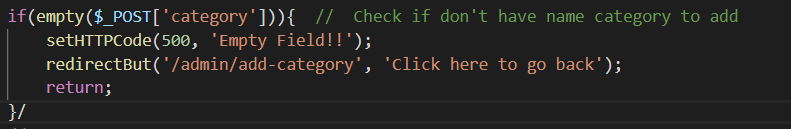 if(empty($_POST['category'])){  //  Check if don't have name category to add
    setHTTPCode(500, 'Empty Field!!');
    redirectBut('/admin/add-category', 'Click here to go back');
    return;
}/